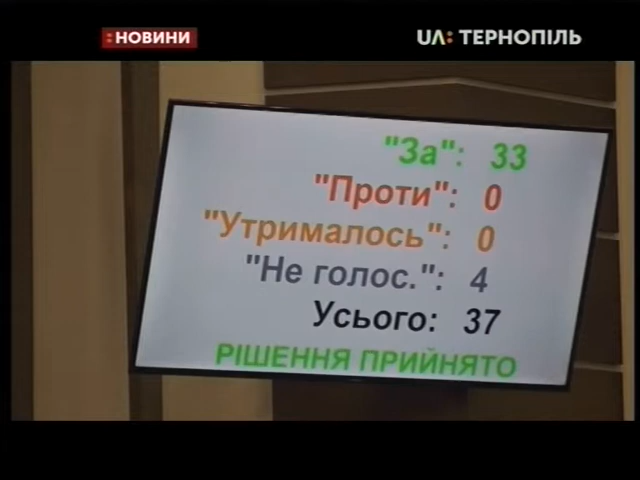 :НОВИНИ
UA: ТЕРНОПІЛЬ
"За": 33
"Проти": 0
"Утрималось": 0
"Не голос.": 4
Усього: 37
РІШЕННЯ ПРИЙНЯТО